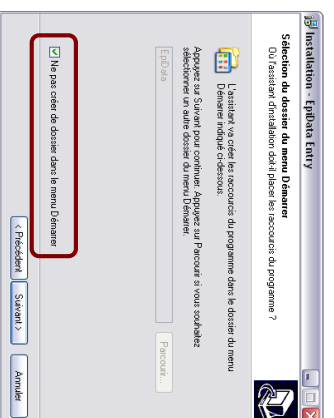 Installation - EpiData Entry
Sélection du dossier du menu Démarrer
Où l'assistant d'installation doit-il placer les raccourcis du programme ?
L'assistant va créer les raccourcis du programme dans le dossier du menu
Démarrer indiqué ci-dessous.
Appuyez sur Suivant pour continuer. Appuyez sur Parcourir si vous souhaitez
sélectionner un autre dossier du menu Démarrer.
EpiData
Parcourir...
Ne pas créer de dossier dans le menu Démarrer
< Précédent
Suivant >
Annuler